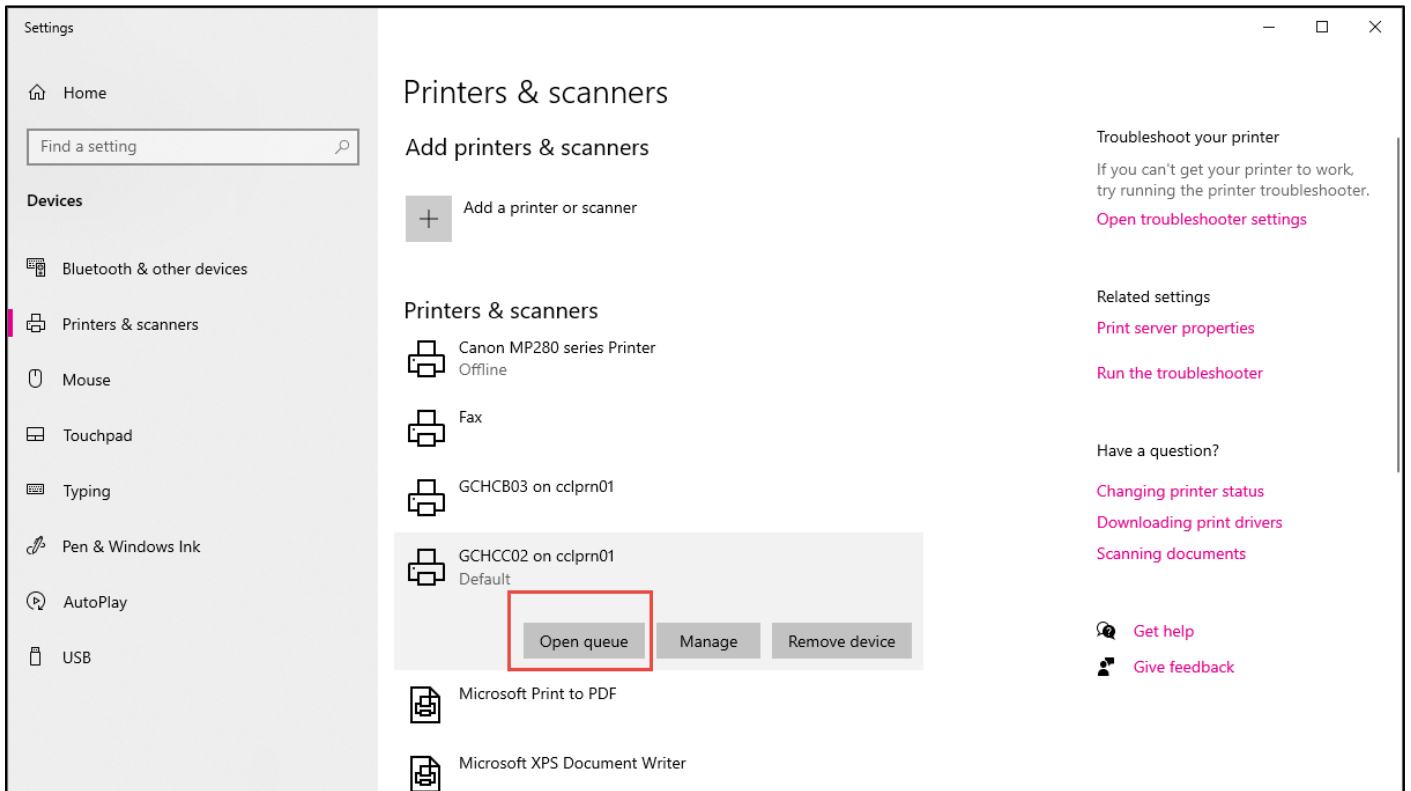 Settings
Home
Find a setting
Devices
Bluetooth & other devices
Printers & scanners
Mouse
Touchpad
Typing
Pen & Windows Ink
AutoPlay
USB
Printers & scanners
Add printers & scanners
Add a printer or scanner
Printers & scanners
Canon MP280 series Printer
Offline
Fax
GCHCB03 on cclprn01
GCHCC02 on cclprn01
Default
Open queue
Manage
Remove device
Microsoft Print to PDF
Microsoft XPS Document Writer
Troubleshoot your printer
If you can't get your printer to work,
try running the printer troubleshooter.
Open troubleshooter settings
Related settings
Print server properties
Run the troubleshooter
Have a question?
Changing printer status
Downloading print drivers
Scanning documents
Get help
Give feedback